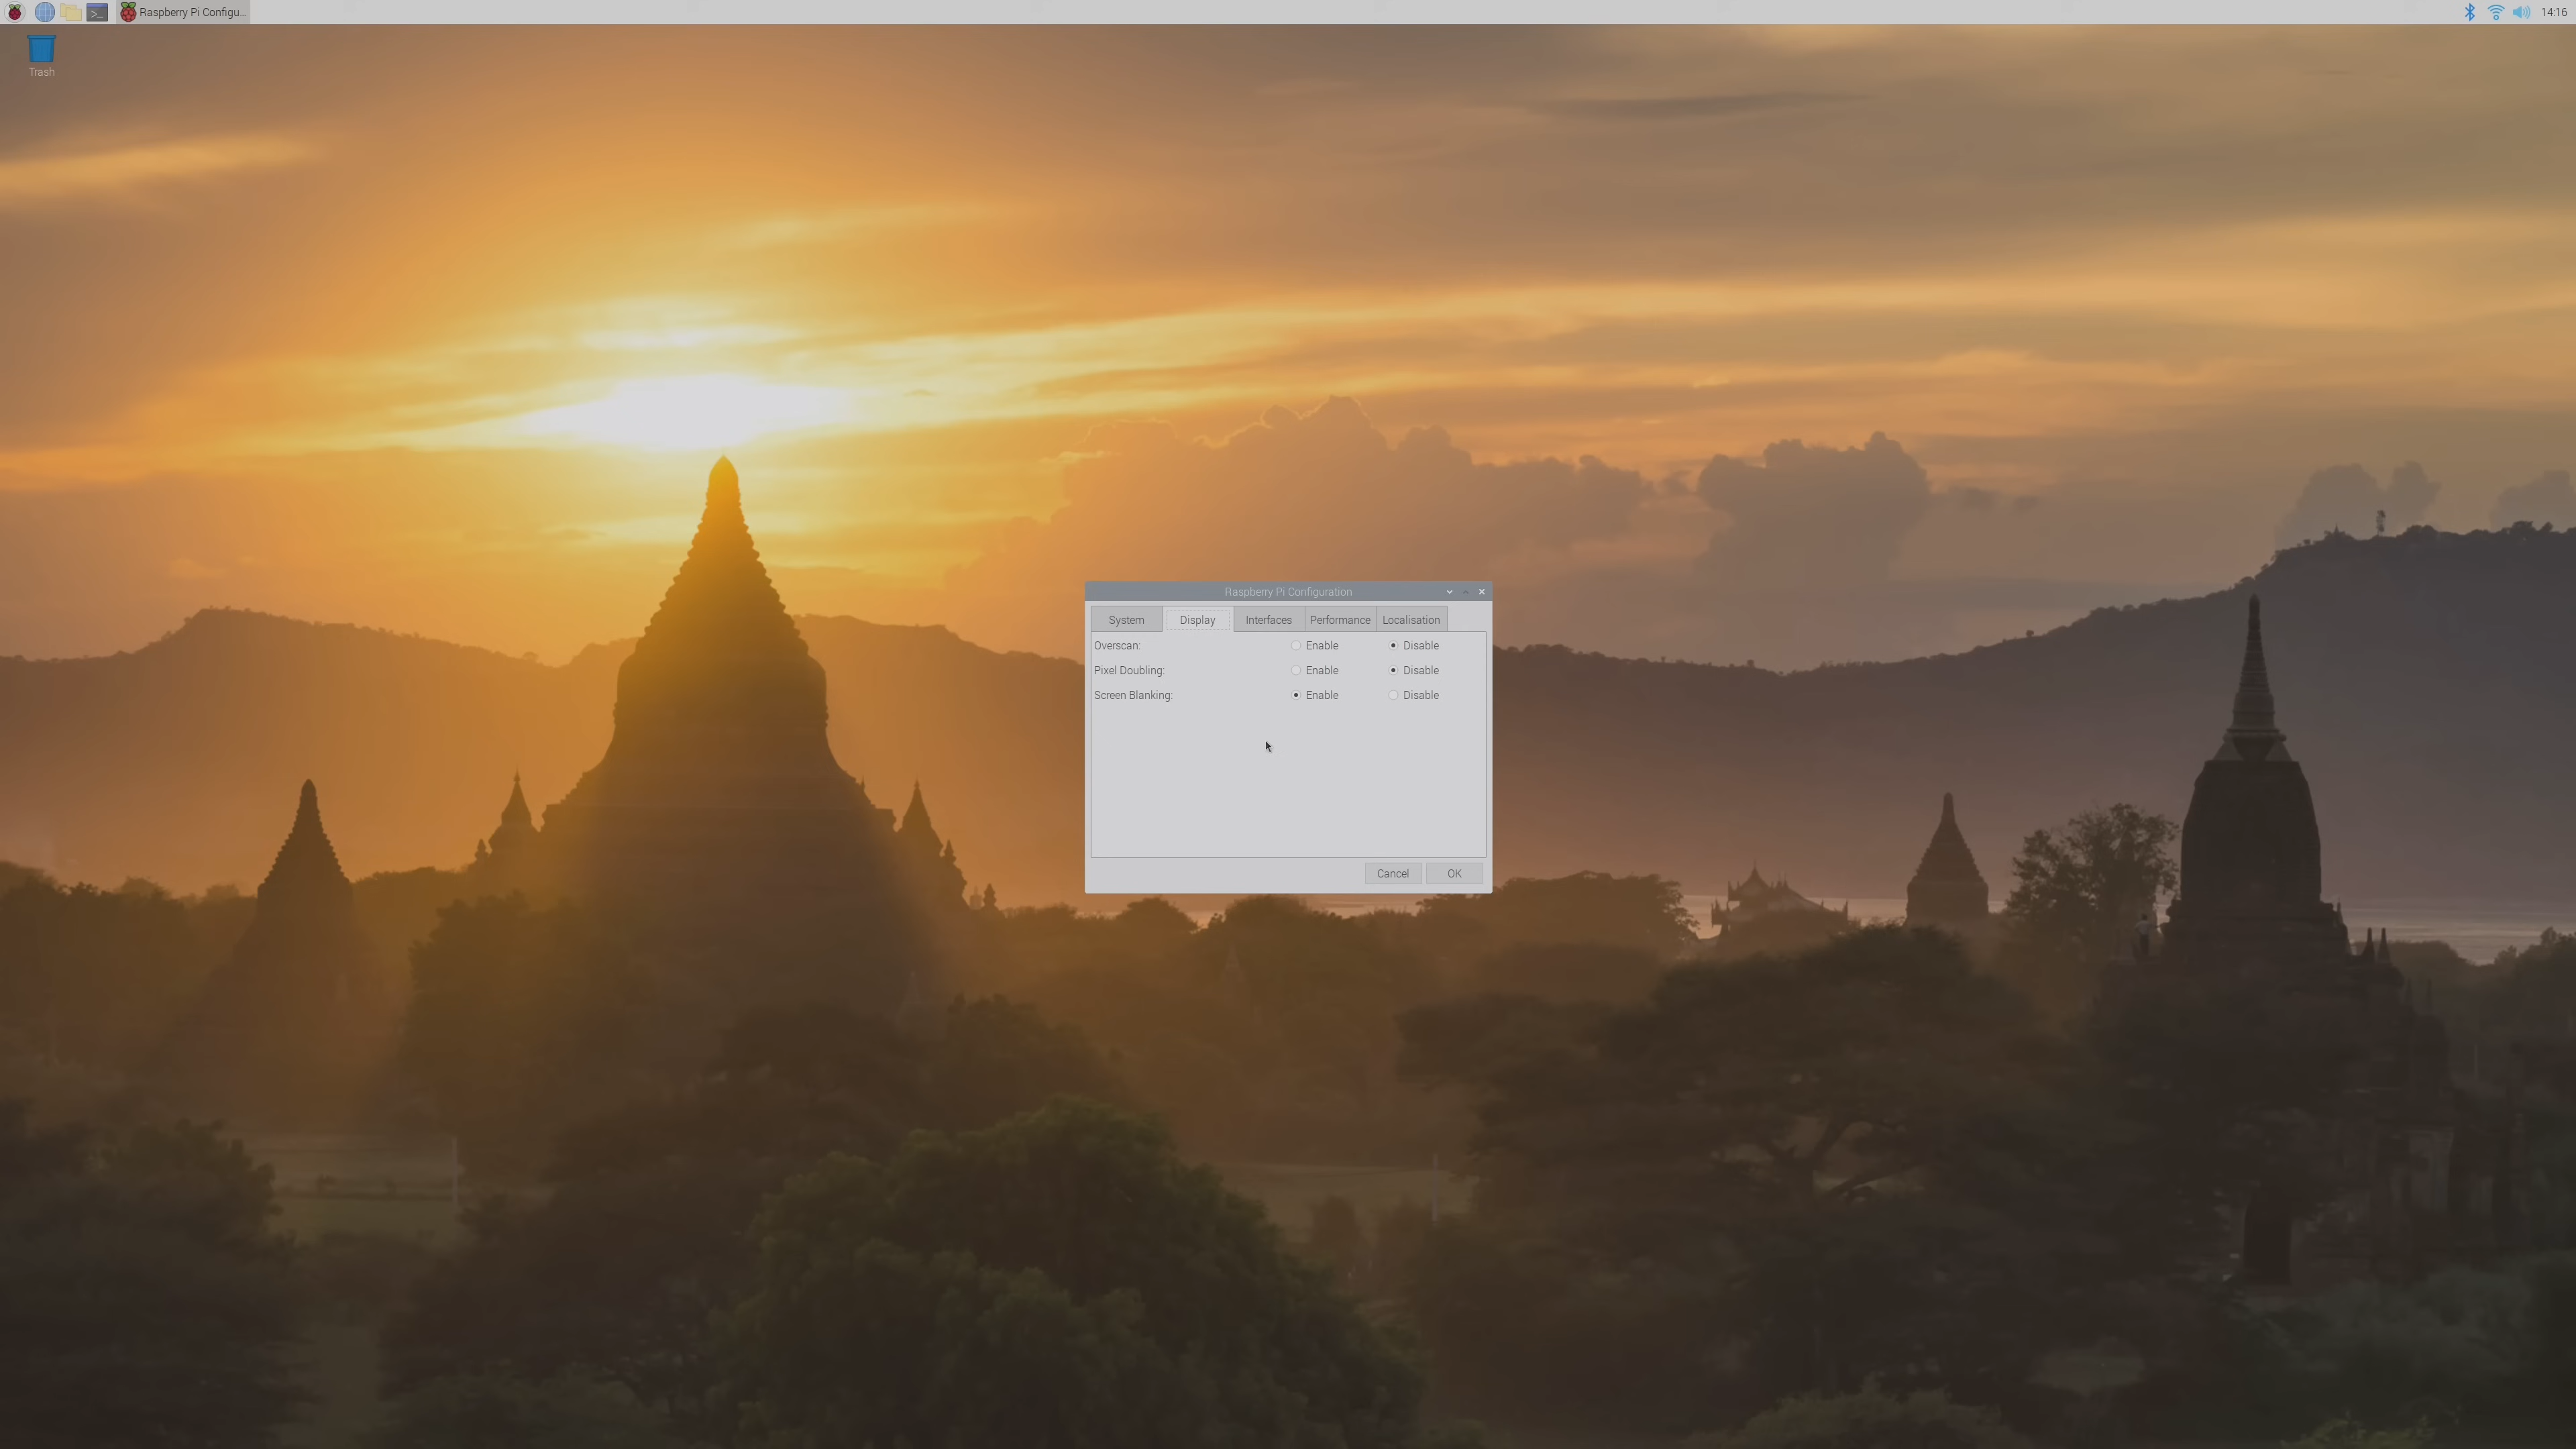 Raspberry Pi Configu...
14:16
Trash
Raspberry Pi Configuration
System Display Interfaces Performance Localisation
Overscan: Enable Disable
Pixel Doubling: Enable Disable
Screen Blanking: Enable Disable
Cancel OK